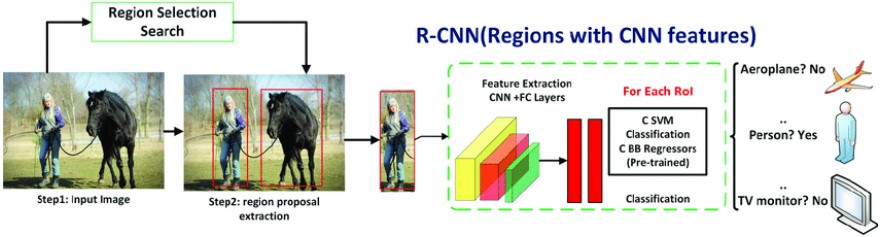 Region Selection
Search
R-CNN(Regions with CNN features)
Step1: Input Image
Step2: region proposal
extraction
Feature Extraction
CNN +FC Layers
For Each RoI
C SVM
Classification
C BB Regressors
(Pre-trained)
Classification
Aeroplane? No
..
Person? Yes
..
TV monitor? No